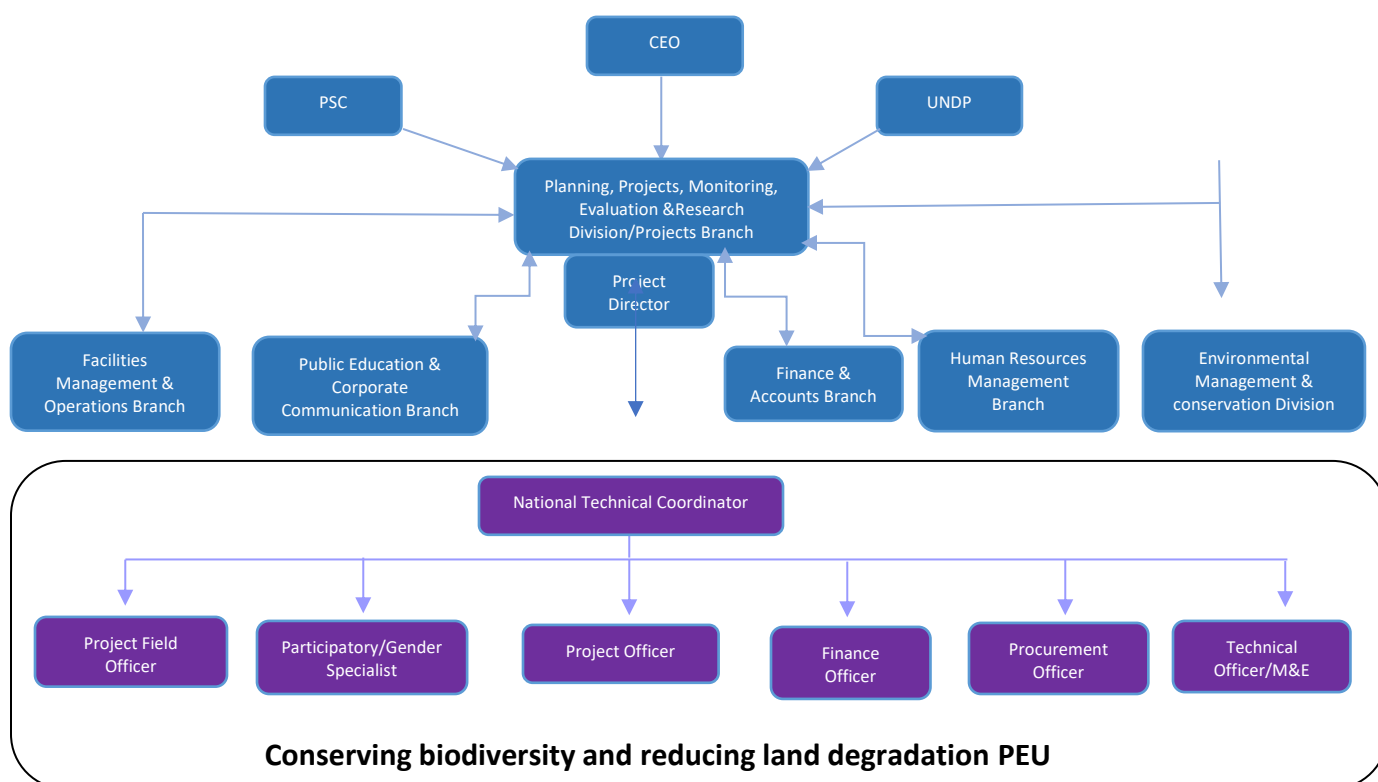 CEO
PSC
UNDP
Planning, Projects, Monitoring,
Evaluation &Research
Division/Projects Branch
Project
Director
Facilities
Management &
Operations Branch
Public Education &
Corporate
Communication Branch
Finance &
Accounts Branch
Human Resources
Management
Branch
Environmental
Management &
conservation Division
National Technical Coordinator
Project Field
Officer
Participatory/Gender
Specialist
Project Officer
Finance
Officer
Procurement
Officer
Technical
Officer/M&E
Conserving biodiversity and reducing land degradation PEU